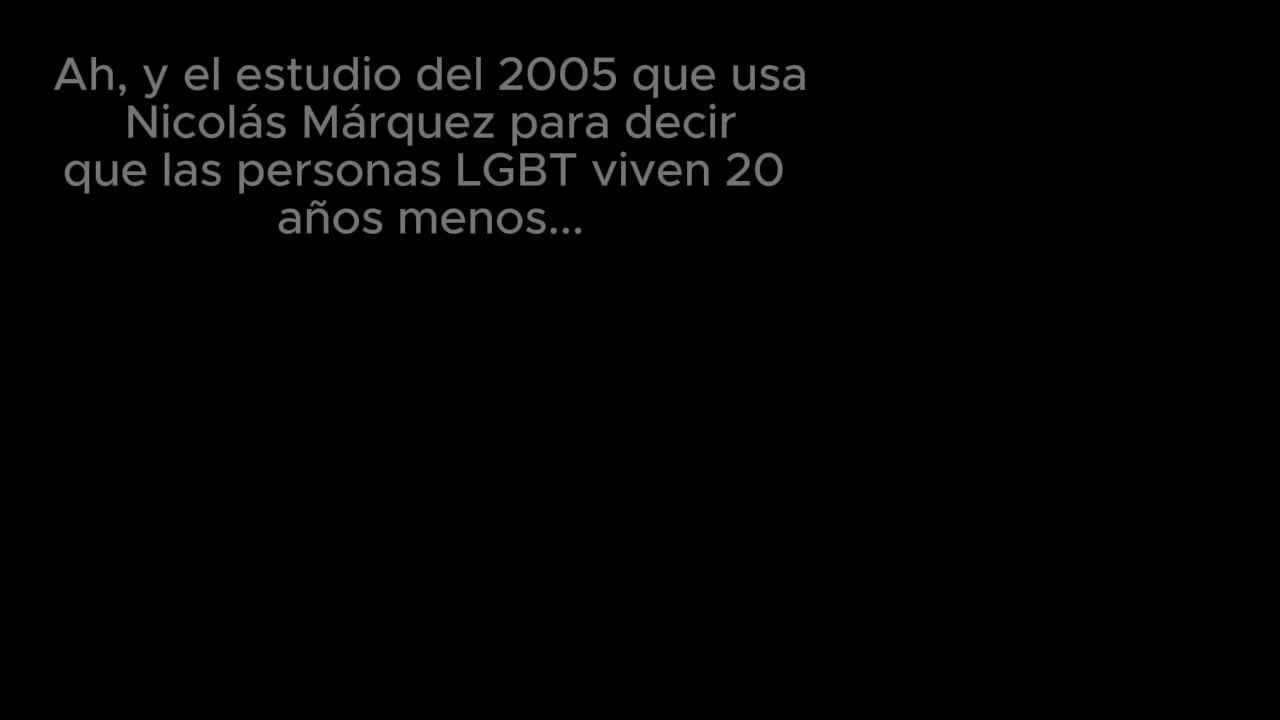 Ah, y el estudio del 2005 que usa
Nicolás Márquez para decir
que las personas LGBT viven 20
años menos...